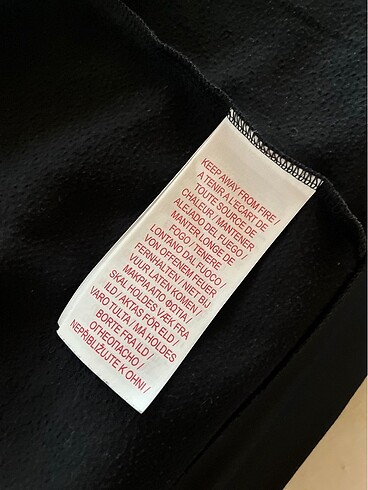 KEEP AWAY FROM FIRE /
A TENIR A L'ECART DE
TOUTE SOURCE DE
CHALEUR / MANTENER
ALEJADO DEL FUEGO /
MANTER LONGE DE
FOGO / TENERE
LONTANO DAL FUOCO /
VON OFFENEM FEUER
FERNHALTEN / NIET BIJ
VUUR LATEN KOMEN /
ΜΑΚΡΙΑ ΑΠΟ ΦΩΤΙΑ /
SKAL HOLDES VÆK FRA
ILD / AKTAS FÖR ELD /
VARO TULTA / MÅ HOLDES
BORTE FRA ILD /
ОГНЕОПАСНО /
NEPŘIBLIŽUJTE K OHNI /